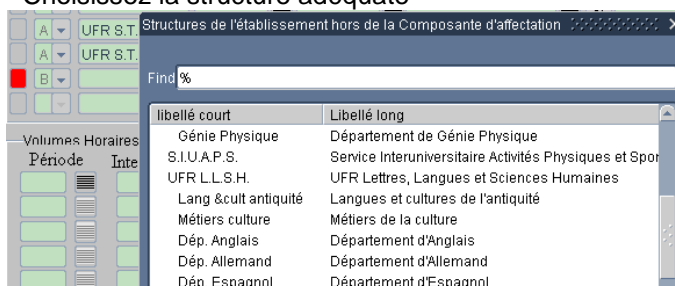 Choisissez la structure adéquate
A UFR S.T.
A UFR S.T.
B
Structures de l'établissement hors de la Composante d'affectation
Find %
libellé court Libellé long
Génie Physique Département de Génie Physique
S.I.U.A.P.S. Service Interuniversitaire Activités Physiques et Spor
UFR L.L.S.H. UFR Lettres, Langues et Sciences Humaines
Lang &cult antiquité Langues et cultures de l'antiquité
Métiers culture Métiers de la culture
Dép. Anglais Département d'Anglais
Dép. Allemand Département d'Allemand
Dép. Espagnol Département d'Espagnol
Volumes Horaires
Période Inte